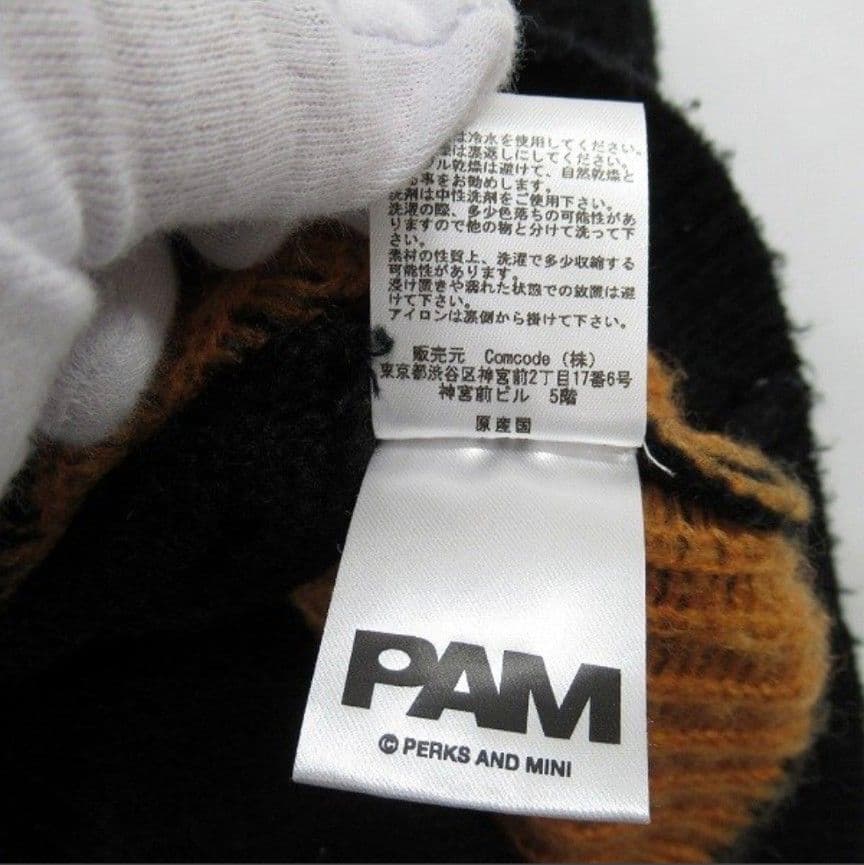 は冷水を使用してください。
は裏返しにしてください。
ル乾燥は避けて、自然乾燥と
る事をお勧めします。
洗剤は中性洗剤をご使用下さい。
洗濯の際、多少色落ちの可能性があ
りますので他の物と分けて洗って下
さい。
素材の性質上、洗濯で多少収縮する
可能性があります。
浸け置きや濡れた状態での放置は避
けて下さい。
アイロンは裏側から掛けて下さい。
販売元 Comcode (株)
東京都渋谷区神宮前2丁目17番6号
神宮前ビル 5階
原産国
PAM
© PERKS AND MINI